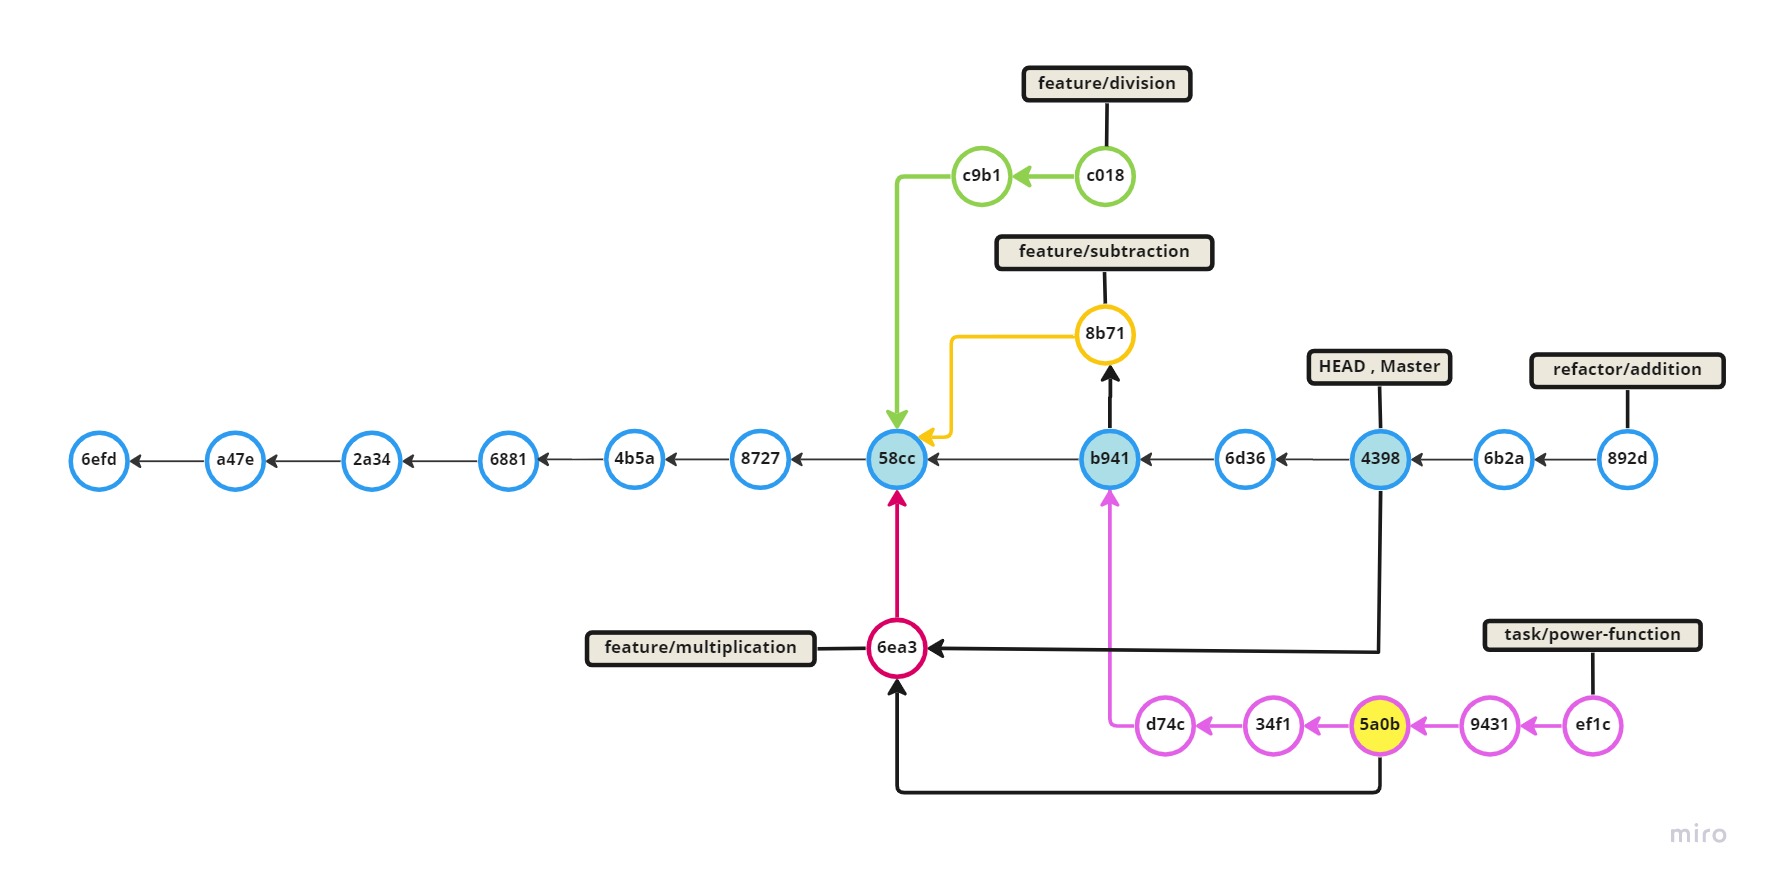 feature/division
c9b1
c018
feature/subtraction
8b71
HEAD , Master
refactor/addition
6efd
a47e
2a34
6881
4b5a
8727
58cc
b941
6d36
4398
6b2a
892d
feature/multiplication
6ea3
task/power-function
d74c
34f1
5a0b
9431
ef1c
miro